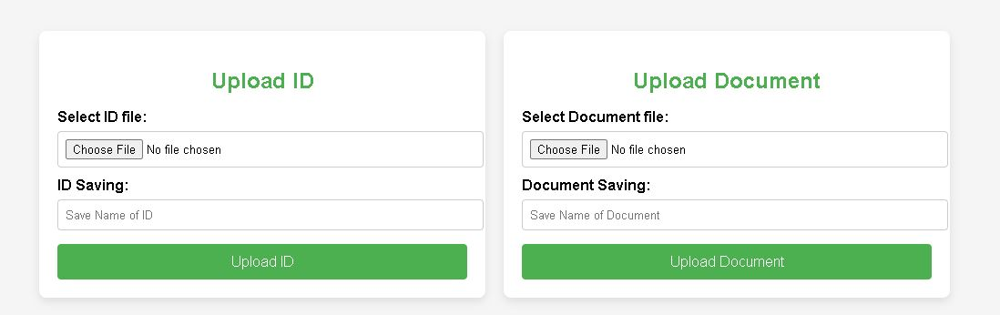 Upload ID
Select ID file:
Choose File No file chosen
ID Saving:
Save Name of ID
Upload ID
Upload Document
Select Document file:
Choose File No file chosen
Document Saving:
Save Name of Document
Upload Document